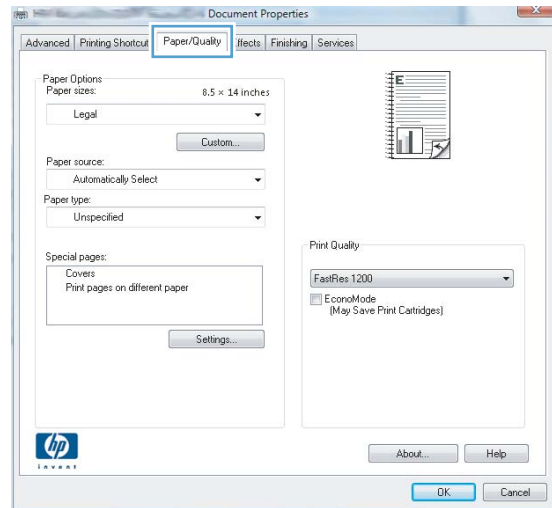 Document Properties
Advanced Printing Shortcut Paper/Quality ffects Finishing Services
Paper Options
Paper sizes: 8.5 × 14 inches
Legal
Custom...
Paper source:
Automatically Select
Paper type:
Unspecified
Special pages:
Covers
Print pages on different paper
Settings...
E
Print Quality
FastRes 1200
EconoMode
(May Save Print Cartridges)
hp
invent
About... Help
OK Cancel